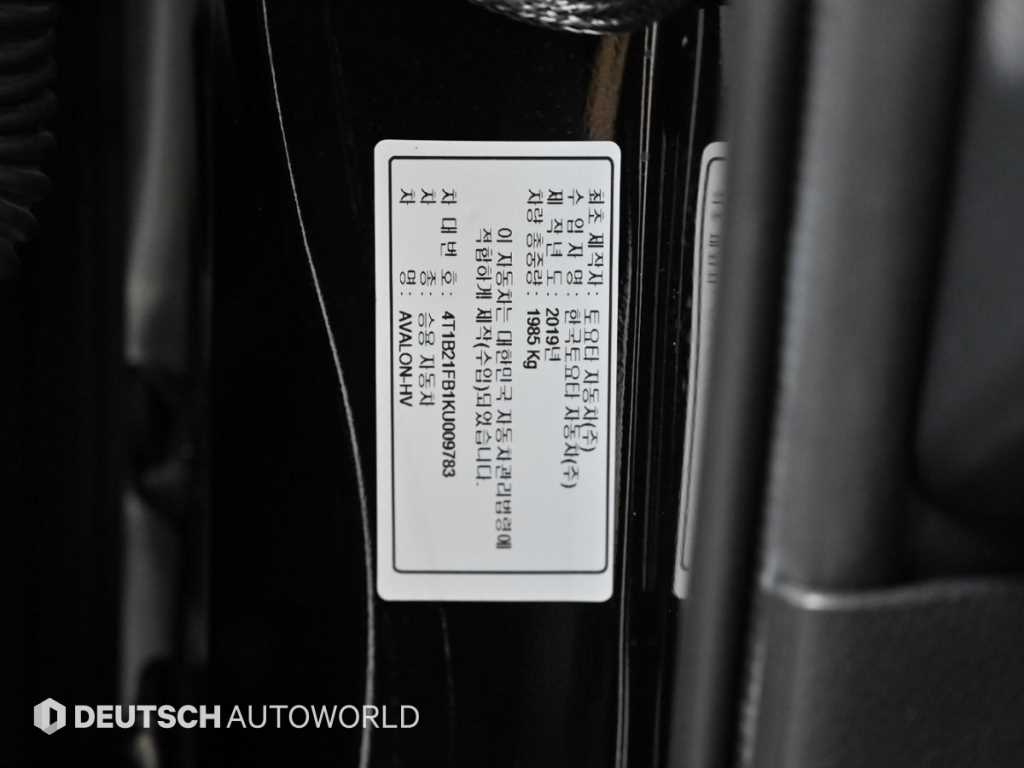 최초 제작자 : 토요타 자동차(주)
수 입 자 명 : 한국토요타 자동차(주)
제 작 년 도 : 2019년
차량 총중량 : 1985 Kg
이 자동차는 대한민국 자동차관리법령에
적합하게 제작(수입)되었습니다.
차 대 번 호 : 4T1B21FB1KU009783
차 종 : 승용 자동차
차 명 : AVALON-HV
DEUTSCH AUTOWORLD